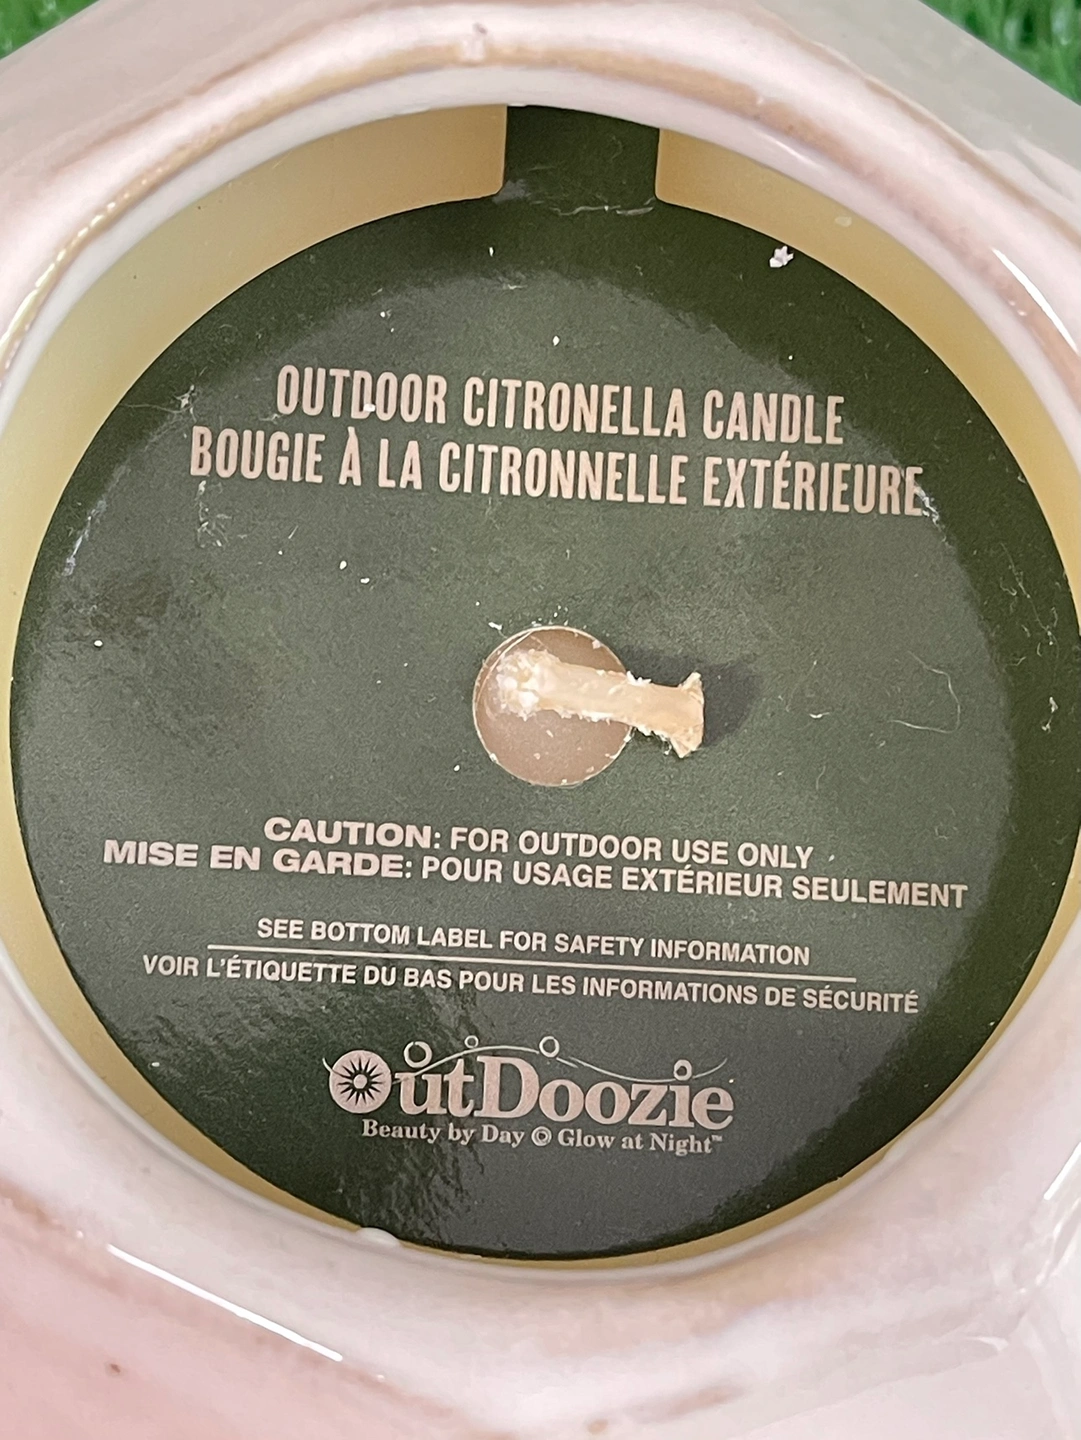 OUTDOOR CITRONELLA CANDLE
BOUGIE À LA CITRONNELLE EXTÉRIEURE
CAUTION: FOR OUTDOOR USE ONLY
MISE EN GARDE: POUR USAGE EXTÉRIEUR SEULEMENT
SEE BOTTOM LABEL FOR SAFETY INFORMATION
VOIR L'ÉTIQUETTE DU BAS POUR LES INFORMATIONS DE SÉCURITÉ
OutDoozie
Beauty by Day Glow at Night™